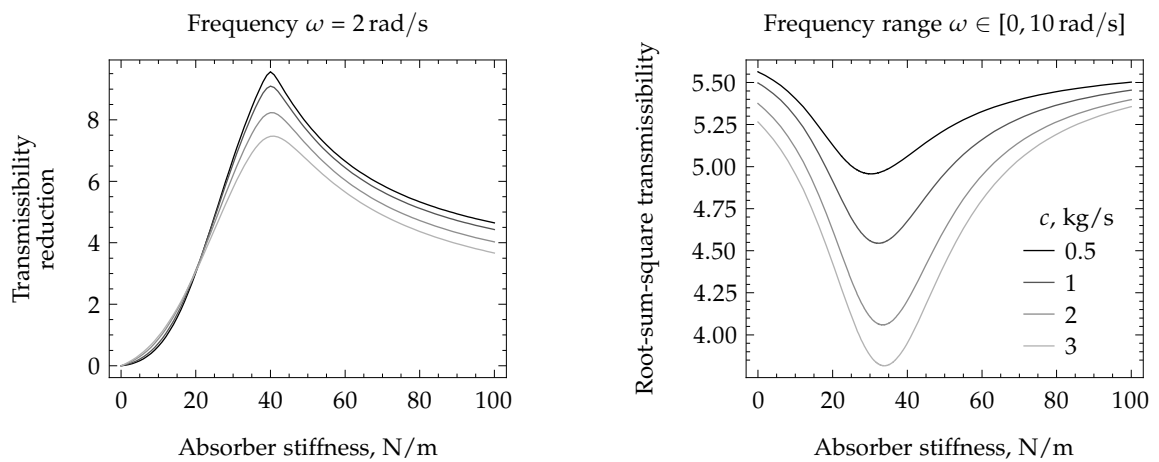 Frequency ω = 2 rad/s
Transmissibility
reduction
8
6
4
2
0
0 20 40 60 80 100
Absorber stiffness, N/m
Frequency range ω ∈ [0, 10 rad/s]
Root-sum-square transmissibility
5.50
5.25
5.00
4.75
4.50
4.25
4.00
c, kg/s
0.5
1
2
3
0 20 40 60 80 100
Absorber stiffness, N/m